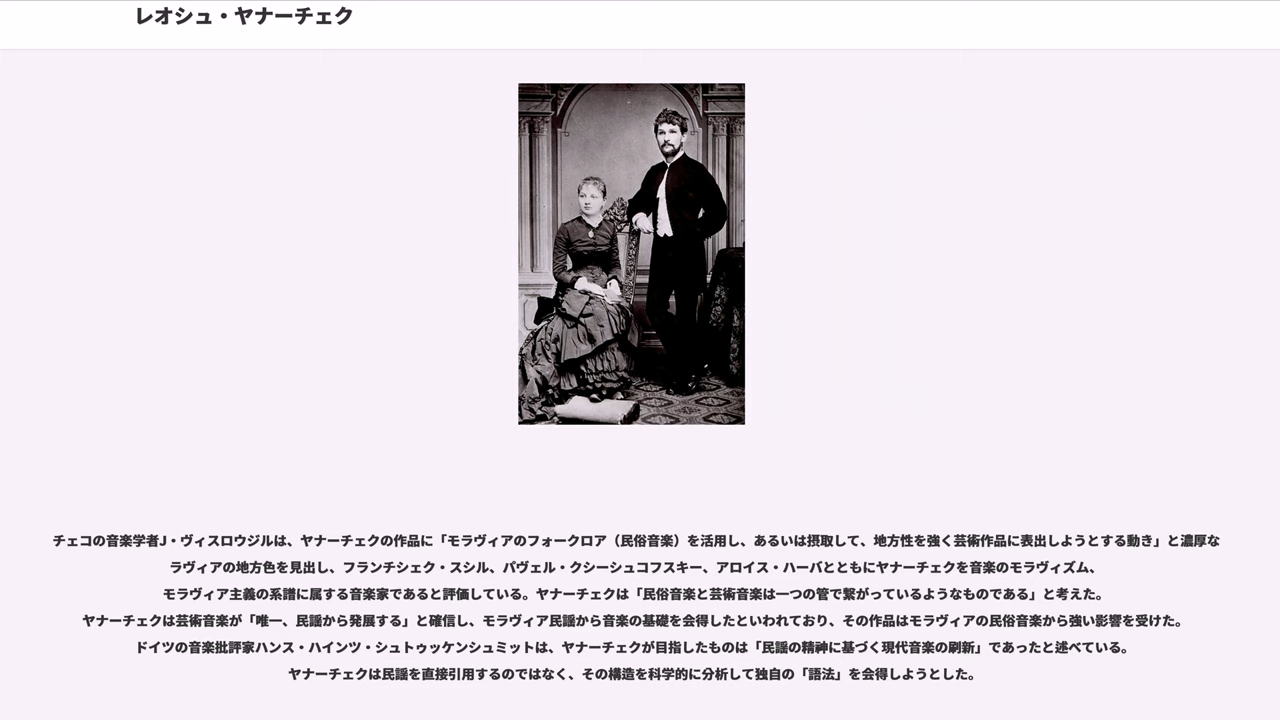 レオシュ・ヤナーチェク
チェコの音楽学者J・ヴィスロウジルは、ヤナーチェクの作品に「モラヴィアのフォークロア（民俗音楽）を活用し、あるいは摂取して、地方性を強く芸術作品に表出しようとする動き」と濃厚な
ラヴィアの地方色を見出し、フランチシェク・スシル、パヴェル・クシーシュコフスキー、アロイス・ハーバとともにヤナーチェクを音楽のモラヴィズム、
モラヴィア主義の系譜に属する音楽家であると評価している。ヤナーチェクは「民俗音楽と芸術音楽は一つの管で繋がっているようなものである」と考えた。
ヤナーチェクは芸術音楽が「唯一、民謡から発展する」と確信し、モラヴィア民謡から音楽の基礎を会得したといわれており、その作品はモラヴィアの民俗音楽から強い影響を受けた。
ドイツの音楽批評家ハンス・ハインツ・シュトゥッケンシュミットは、ヤナーチェクが目指したものは「民謡の精神に基づく現代音楽の刷新」であったと述べている。
ヤナーチェクは民謡を直接引用するのではなく、その構造を科学的に分析して独自の「語法」を会得しようとした。